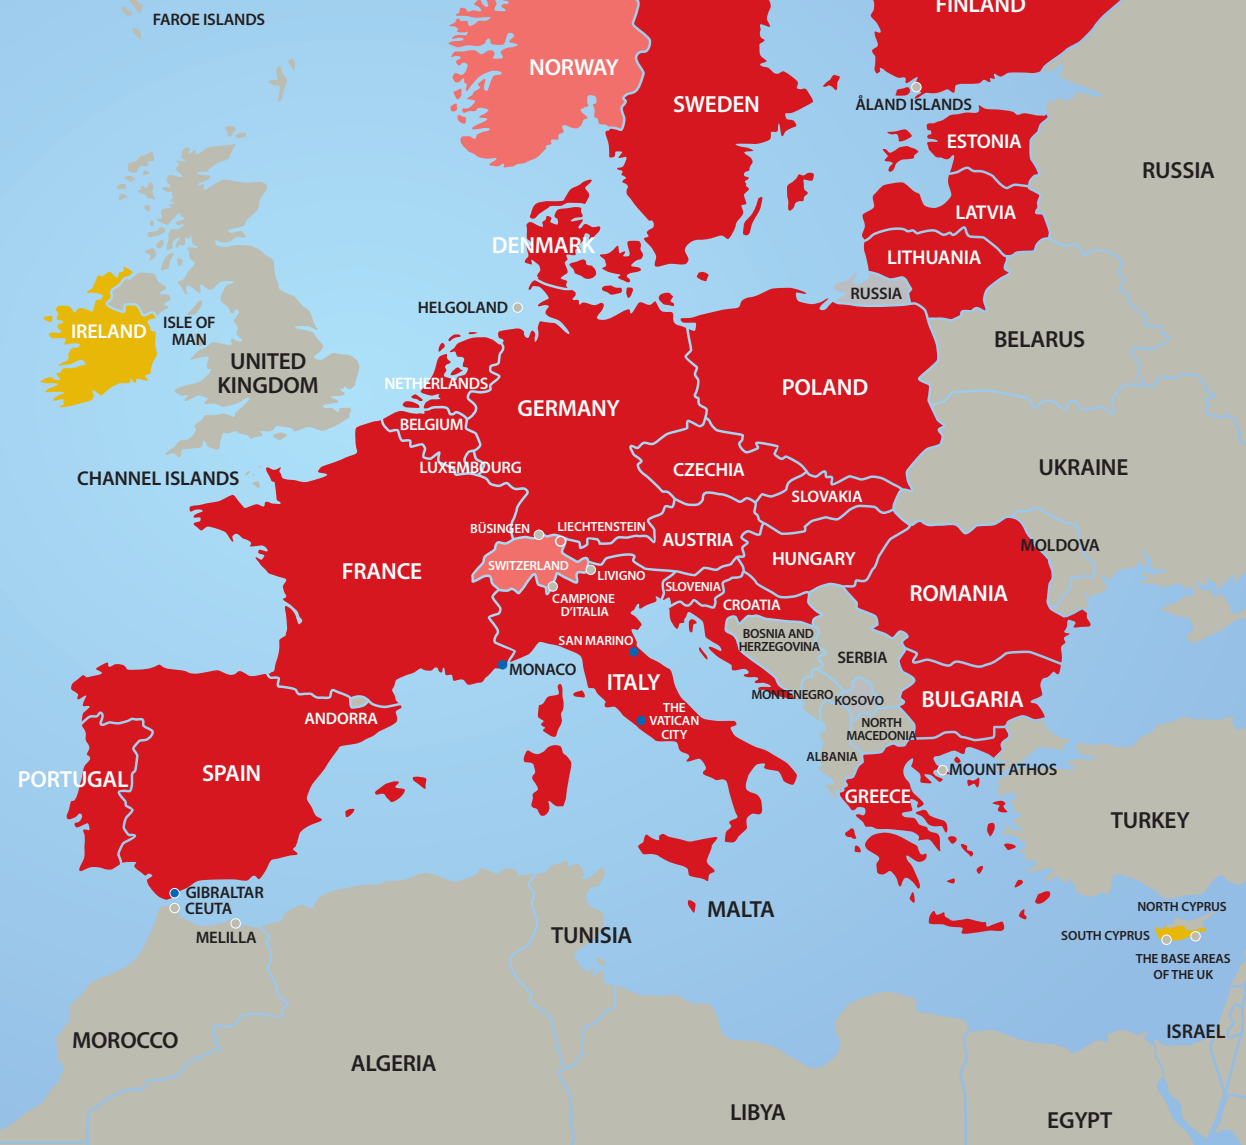 FAROE ISLANDS
FINLAND
NORWAY
SWEDEN
ÅLAND ISLANDS
ESTONIA
RUSSIA
LATVIA
DENMARK
LITHUANIA
RUSSIA
HELGOLAND
IRELAND
ISLE OF
MAN
UNITED
KINGDOM
BELARUS
NETHERLANDS
POLAND
GERMANY
BELGIUM
LUXEMBOURG
CZECHIA
UKRAINE
CHANNEL ISLANDS
SLOVAKIA
BÜSINGEN
LIECHTENSTEIN
AUSTRIA
MOLDOVA
HUNGARY
FRANCE
SWITZERLAND
LIVIGNO
SLOVENIA
ROMANIA
CAMPIONE
D'ITALIA
CROATIA
SAN MARINO
BOSNIA AND
HERZEGOVINA
SERBIA
MONACO
ITALY
MONTENEGRO
KOSOVO
BULGARIA
ANDORRA
THE
VATICAN
CITY
NORTH
MACEDONIA
ALBANIA
PORTUGAL
SPAIN
MOUNT ATHOS
GREECE
TURKEY
GIBRALTAR
CEUTA
MELILLA
MALTA
TUNISIA
NORTH CYPRUS
SOUTH CYPRUS
THE BASE AREAS
OF THE UK
MOROCCO
ALGERIA
ISRAEL
LIBYA
EGYPT